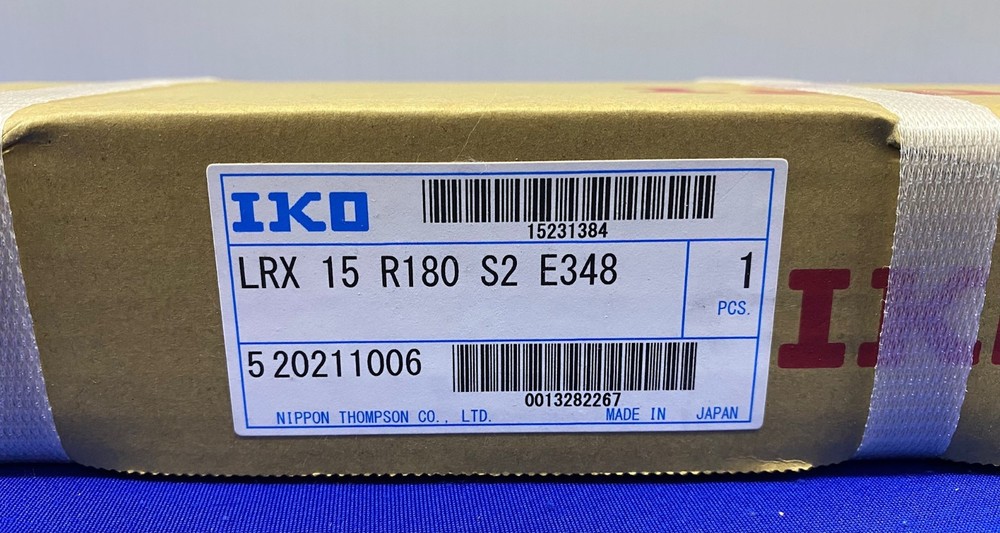 IKO
15231384
LRX 15 R180 S2 E348
1
PCS.
5 20211006
0013282267
NIPPON THOMPSON CO., LTD.
MADE IN JAPAN
IKO